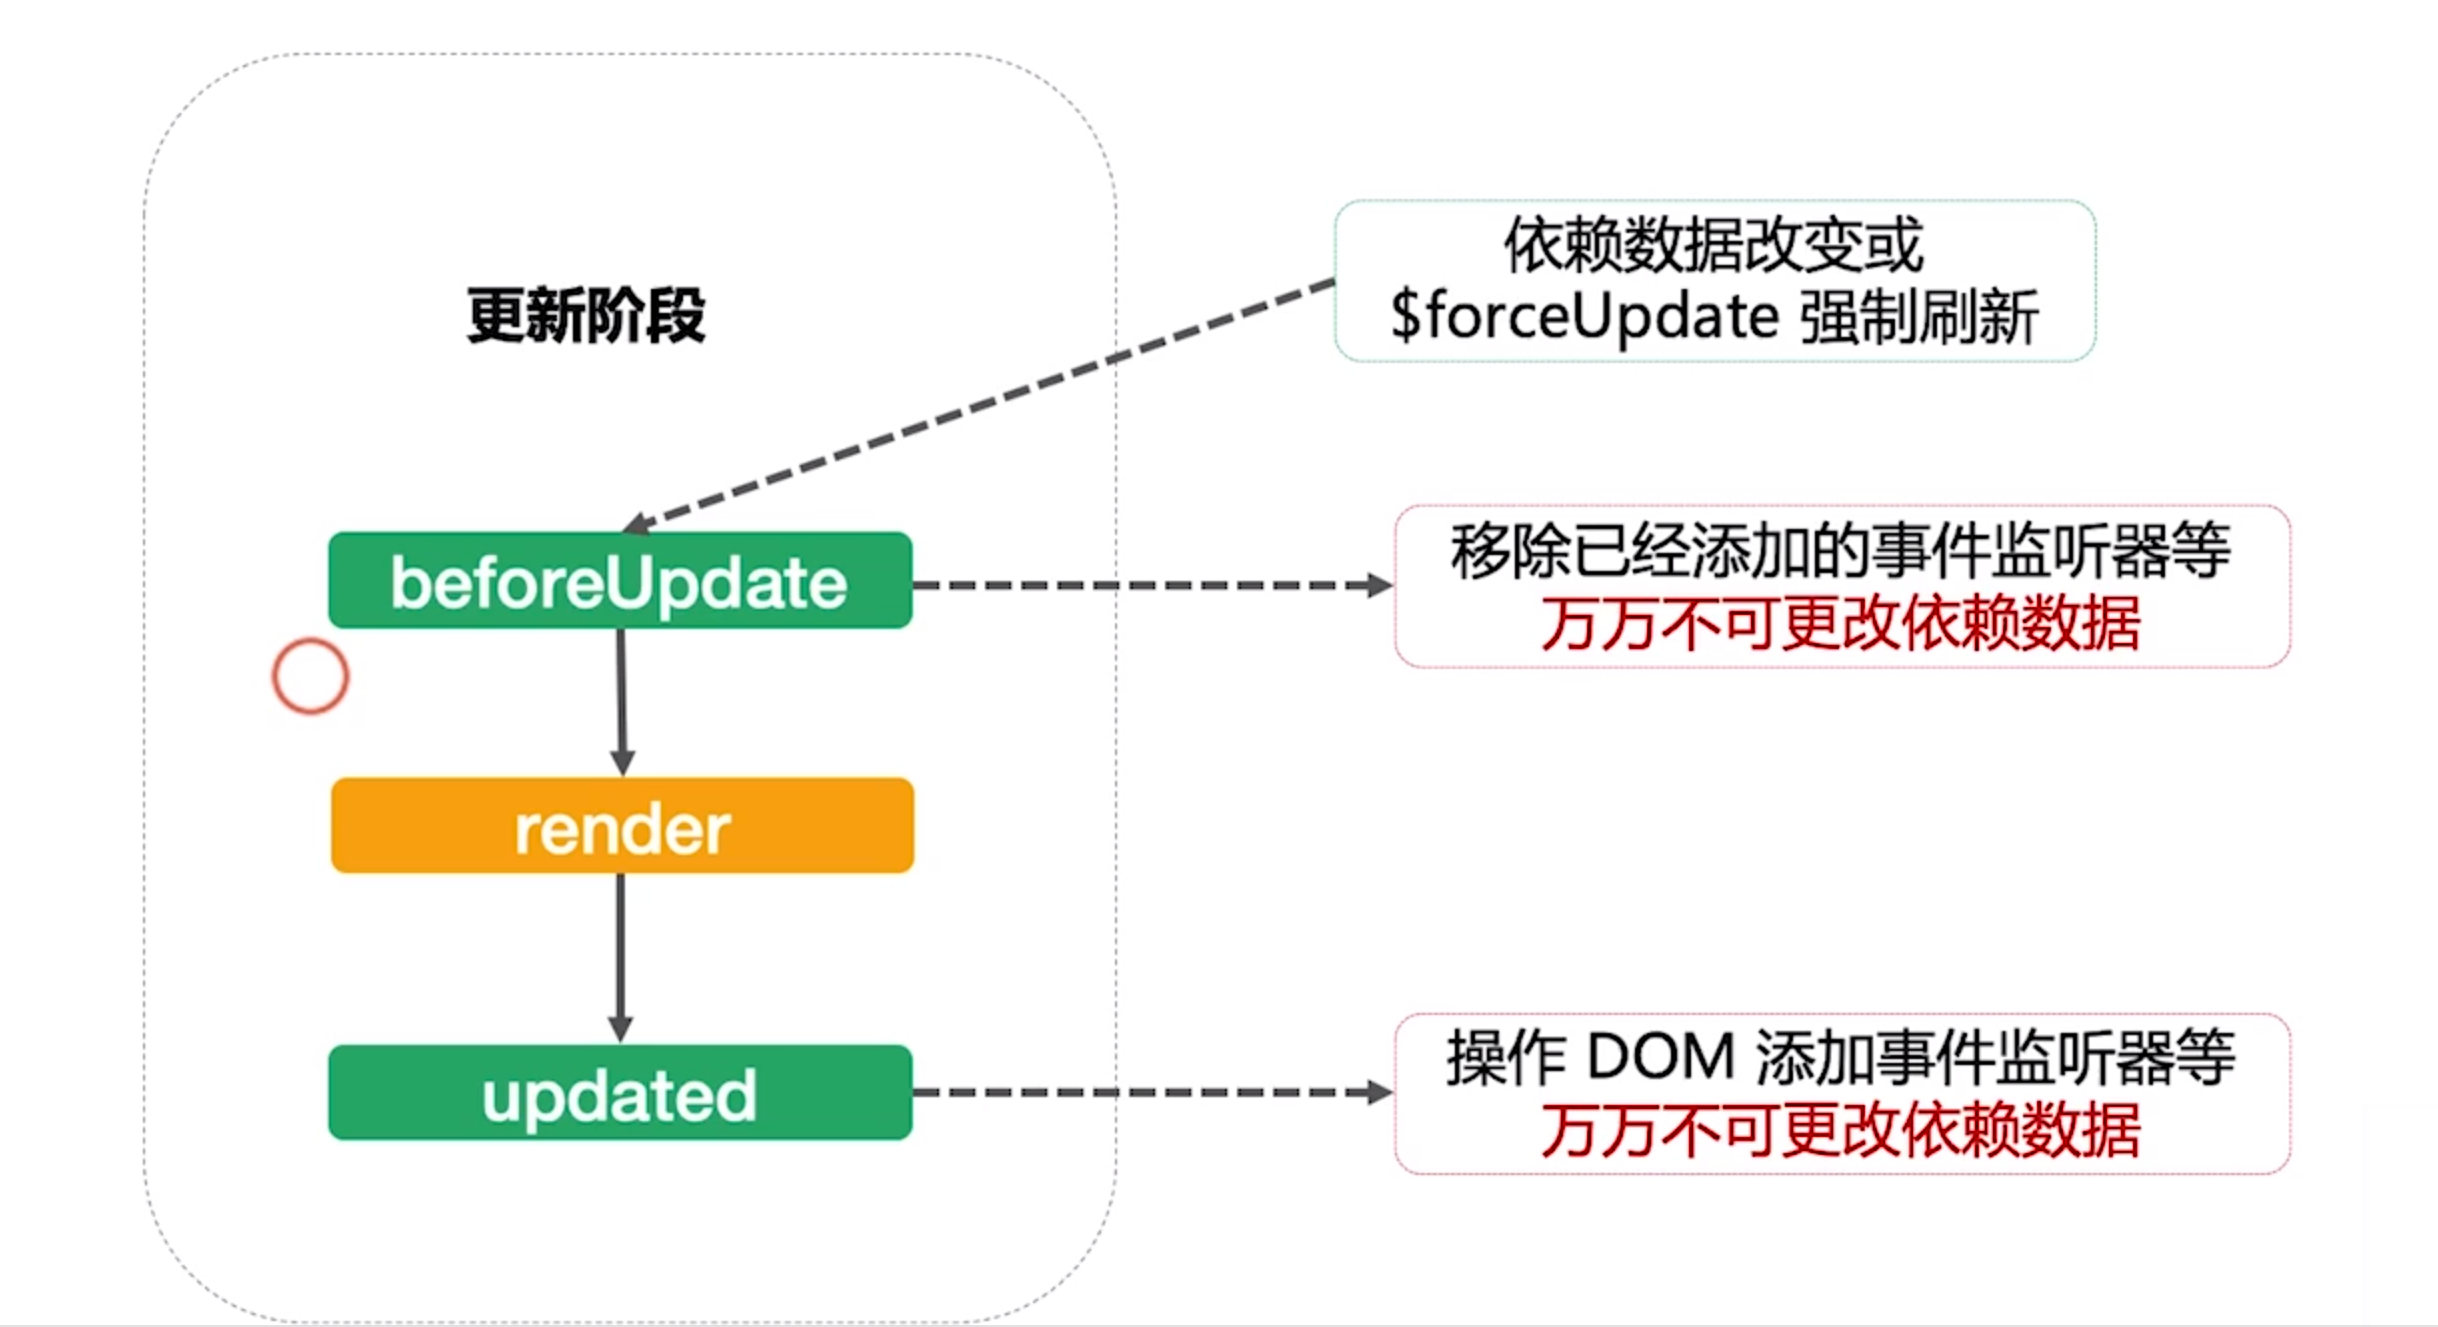 更新阶段
依赖数据改变或
$forceUpdate 强制刷新
beforeUpdate
移除已经添加的事件监听器等
万万不可更改依赖数据
render
updated
操作 DOM 添加事件监听器等
万万不可更改依赖数据